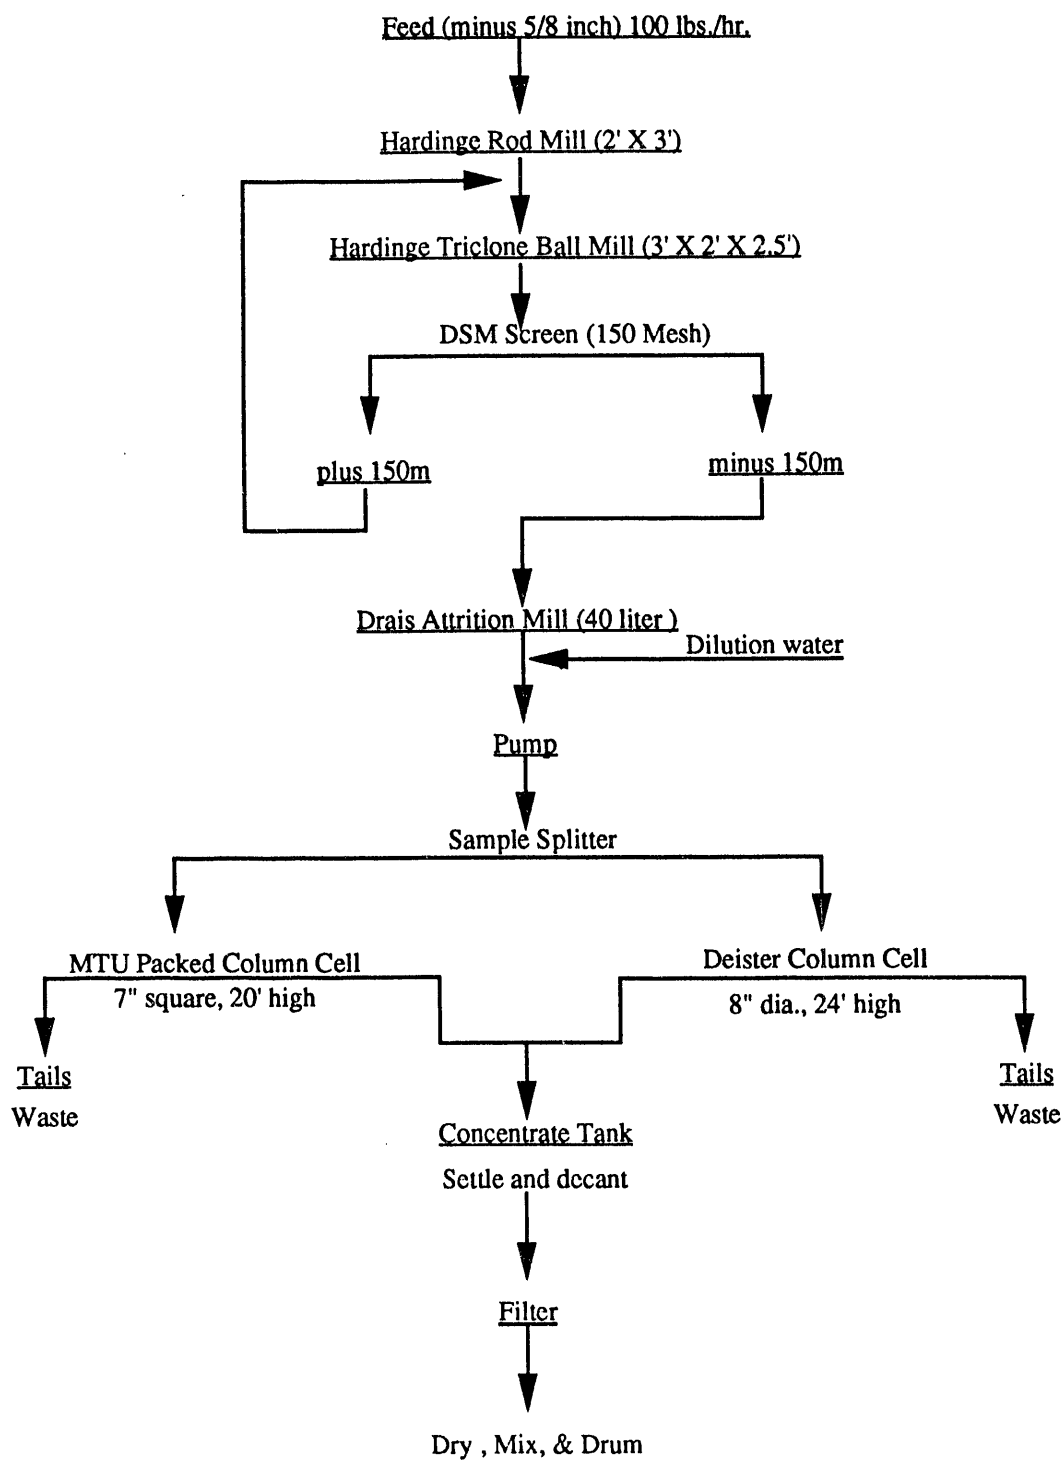 Feed (minus 5/8 inch) 100 lbs./hr.
Hardinge Rod Mill (2' X 3')
Hardinge Triclone Ball Mill (3' X 2' X 2.5')
DSM Screen (150 Mesh)
plus 150m
minus 150m
Drais Attrition Mill (40 liter )
Dilution water
Pump
Sample Splitter
MTU Packed Column Cell
7" square, 20' high
Deister Column Cell
8" dia., 24' high
Tails
Waste
Tails
Waste
Concentrate Tank
Settle and decant
Filter
Dry , Mix, & Drum